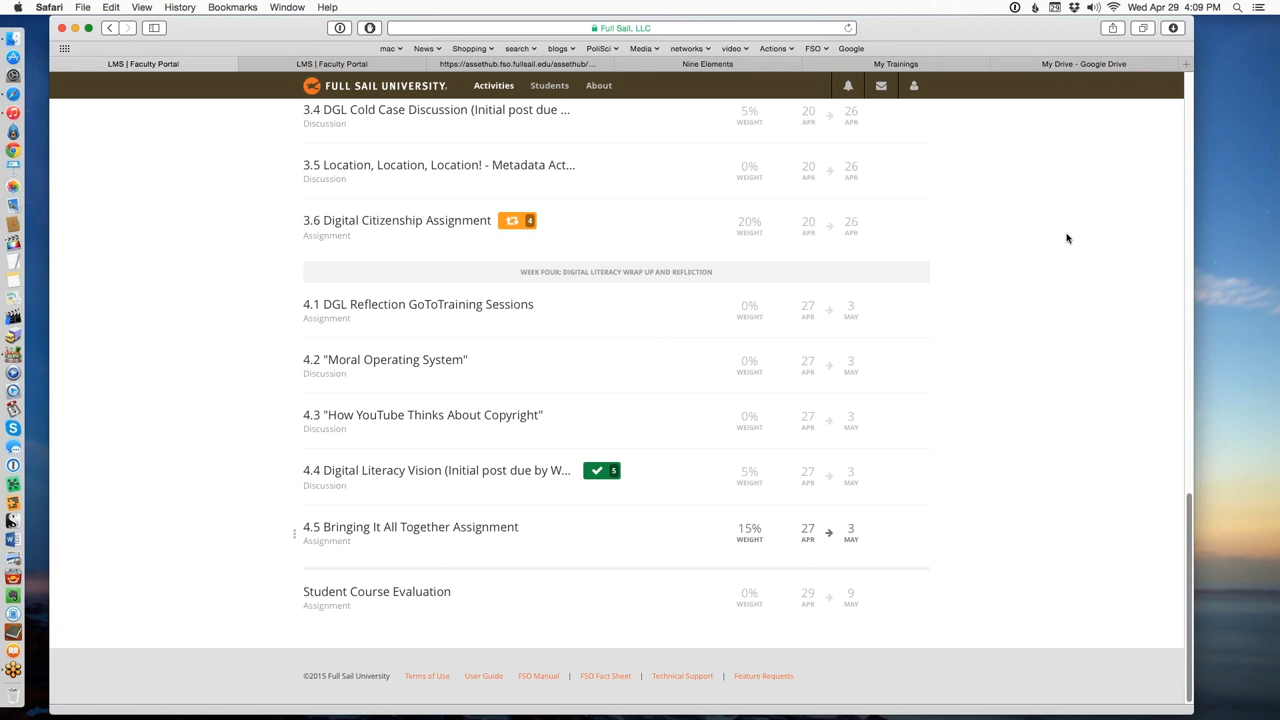 Safari File Edit View History Bookmarks Window Help Wed Apr 29 4:09 PM
Full Sail, LLC
mac News Shopping search blogs PoliSci Media networks video Actions FSO Google
LMS | Faculty Portal LMS | Faculty Portal https://assethub.fso.fullsail.edu/assethub/... Nine Elements My Trainings My Drive - Google Drive
FULL SAIL UNIVERSITY. Activities Students About
3.4 DGL Cold Case Discussion (Initial post due ... 5% 20 26
Discussion WEIGHT APR APR
3.5 Location, Location, Location! - Metadata Act... 0% 20 26
Discussion WEIGHT APR APR
3.6 Digital Citizenship Assignment 4 20% 20 26
Assignment WEIGHT APR APR
WEEK FOUR: DIGITAL LITERACY WRAP UP AND REFLECTION
4.1 DGL Reflection GoToTraining Sessions 0% 27 3
Assignment WEIGHT APR MAY
4.2 "Moral Operating System" 0% 27 3
Discussion WEIGHT APR MAY
4.3 "How YouTube Thinks About Copyright" 0% 27 3
Discussion WEIGHT APR MAY
4.4 Digital Literacy Vision (Initial post due by W... 5 5% 27 3
Discussion WEIGHT APR MAY
4.5 Bringing It All Together Assignment 15% 27 3
Assignment WEIGHT APR MAY
Student Course Evaluation 0% 29 9
Assignment WEIGHT APR MAY
©2015 Full Sail University Terms of Use User Guide FSO Manual | FSO Fact Sheet | Technical Support | Feature Requests